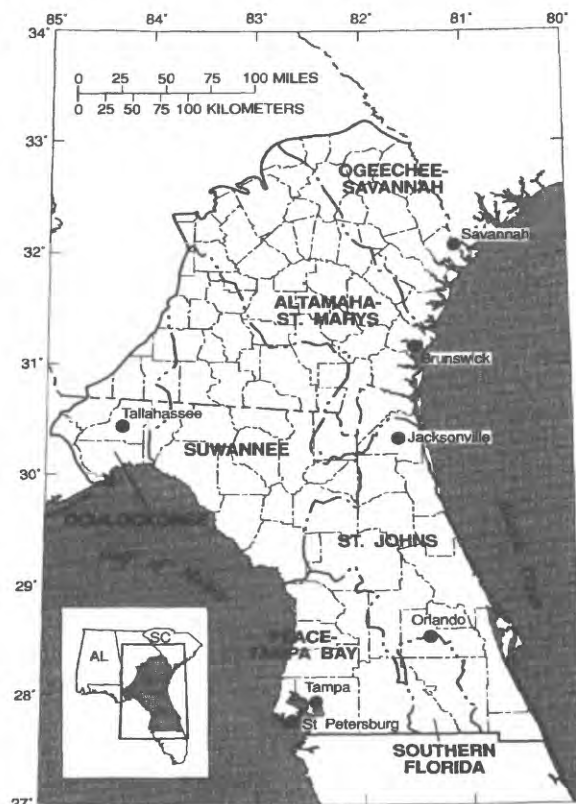 85° 84° 83° 82° 81° 80°
34°
0 25 50 75 100 MILES
0 25 50 75 100 KILOMETERS
33°
OGEECHEE-
SAVANNAH
Savannah
32°
ALTAMAHA-
ST. MARYS
31°
Brunswick
Tallahassee
Jacksonville
SUWANNEE
30°
OCHLOCKONEE
ST. JOHNS
29°
Orlando
PEACE-
TAMPA BAY
28°
Tampa
St Petersburg
SOUTHERN
FLORIDA
27°
SC
AL